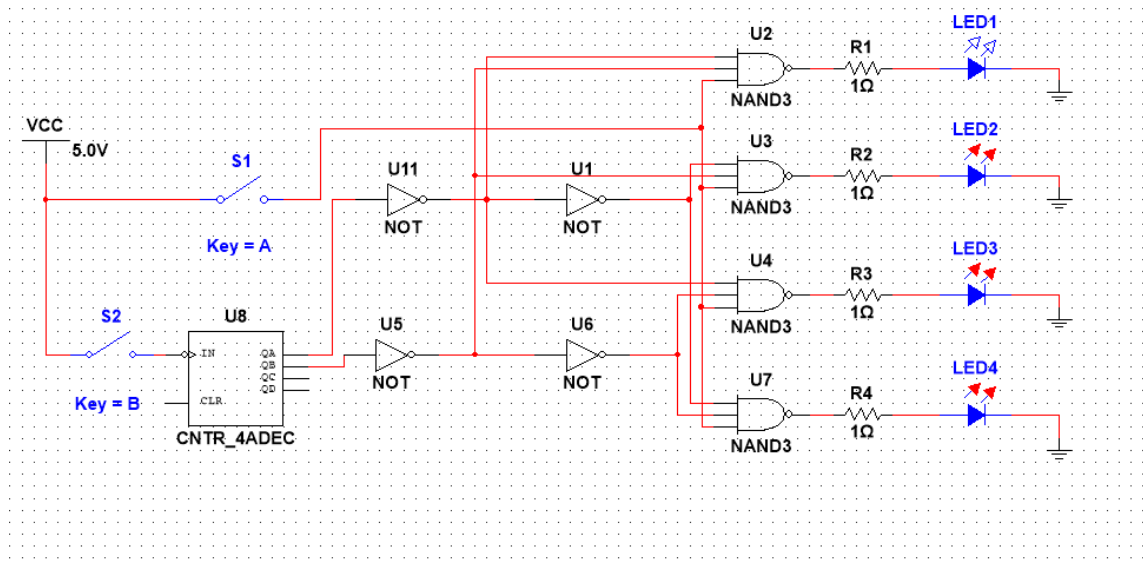 LED1
U2
R1
1Ω
NAND3
VCC
5.0V
LED2
S1
U3
R2
U11
U1
1Ω
NAND3
NOT
NOT
Key = A
LED3
U4
R3
1Ω
S2
U8
U5
U6
NAND3
IN
QA
QB
QC
QD
CLR
NOT
NOT
Key = B
CNTR_4ADEC
LED4
U7
R4
1Ω
NAND3